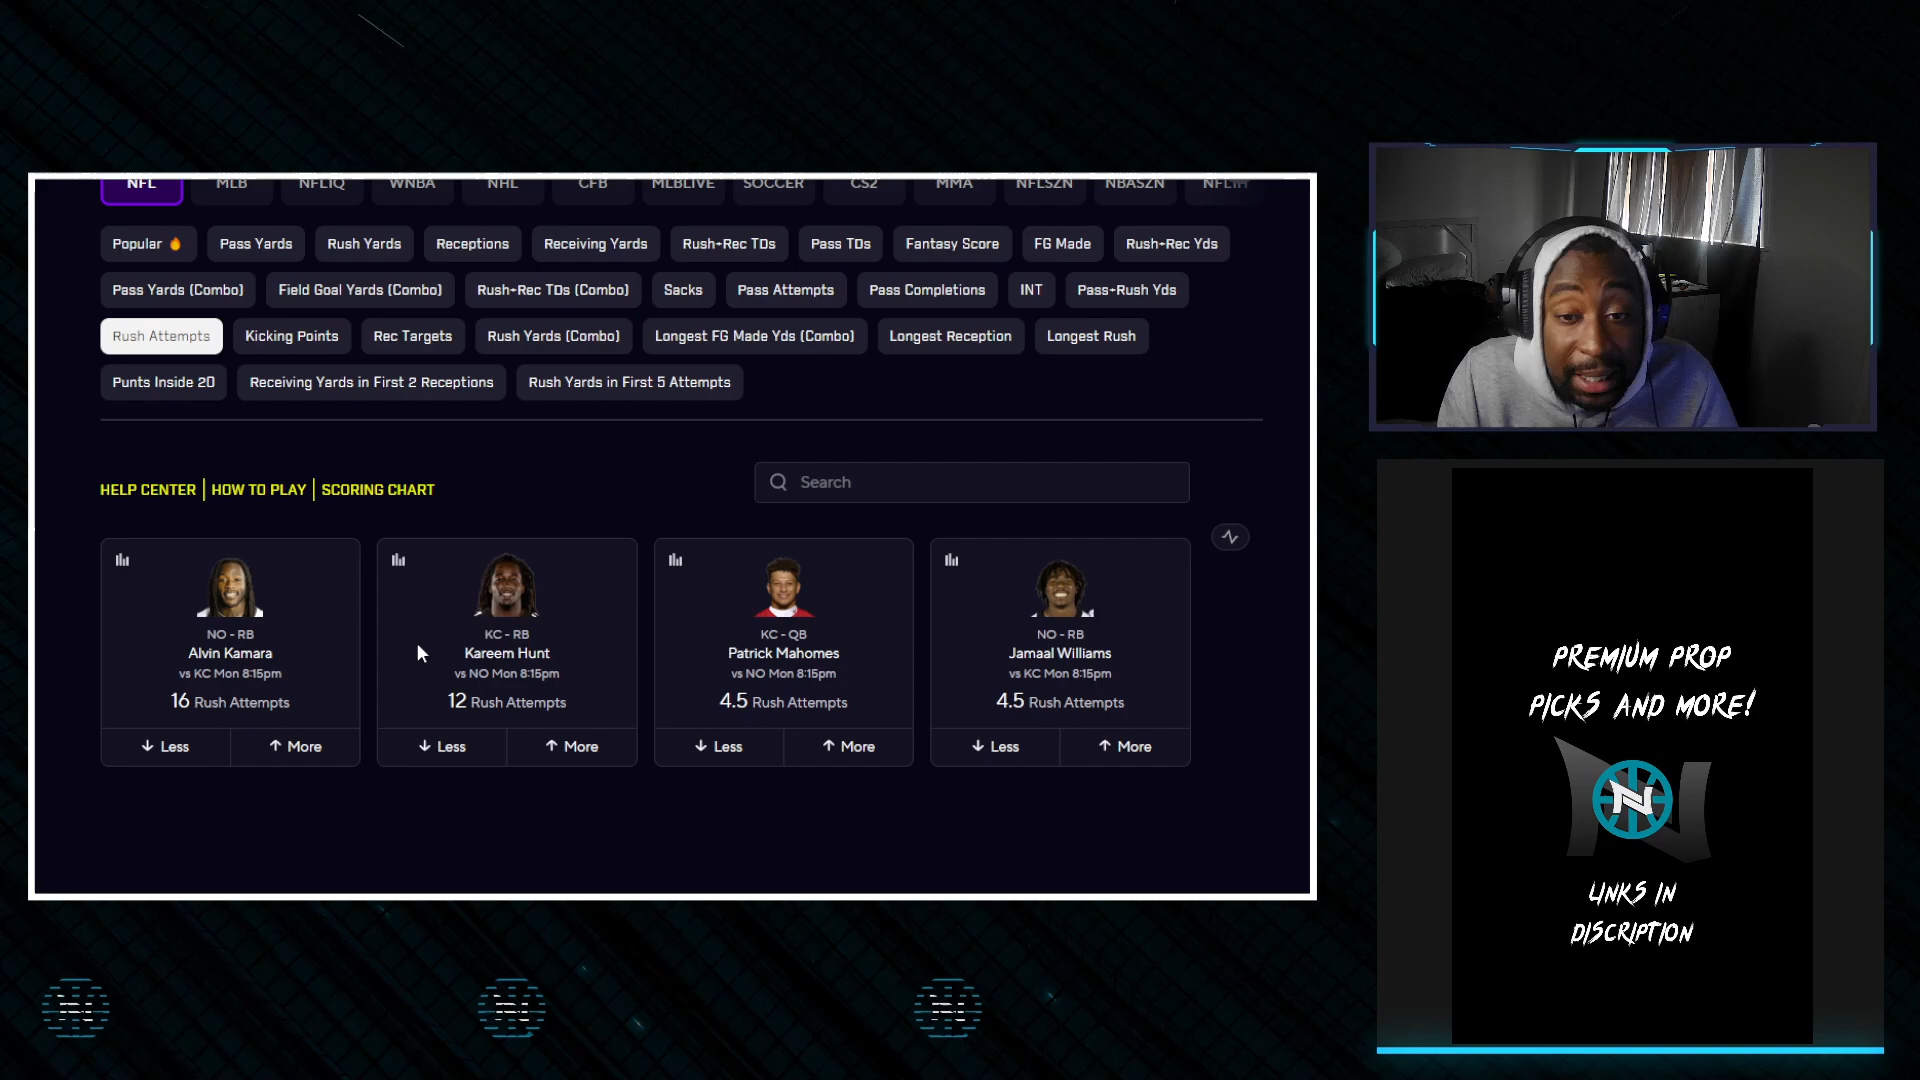 NFL MLB NFLIQ WNBA NHL CFB MLBLIVE SOCCER CS2 MMA NFLSZN NBASZN NFL1H
Popular Pass Yards Rush Yards Receptions Receiving Yards Rush+Rec TDs Pass TDs Fantasy Score FG Made Rush+Rec Yds
Pass Yards (Combo) Field Goal Yards (Combo) Rush+Rec TDs (Combo) Sacks Pass Attempts Pass Completions INT Pass+Rush Yds
Rush Attempts Kicking Points Rec Targets Rush Yards (Combo) Longest FG Made Yds (Combo) Longest Reception Longest Rush
Punts Inside 20 Receiving Yards in First 2 Receptions Rush Yards in First 5 Attempts
HELP CENTER HOW TO PLAY SCORING CHART
Search
NO - RB
Alvin Kamara
vs KC Mon 8:15pm
16 Rush Attempts
Less More
KC - RB
Kareem Hunt
vs NO Mon 8:15pm
12 Rush Attempts
Less More
KC - QB
Patrick Mahomes
vs NO Mon 8:15pm
4.5 Rush Attempts
Less More
NO - RB
Jamaal Williams
vs KC Mon 8:15pm
4.5 Rush Attempts
Less More
PREMIUM PROP
PICKS AND MORE!
N
LINKS IN
DISCRIPTION